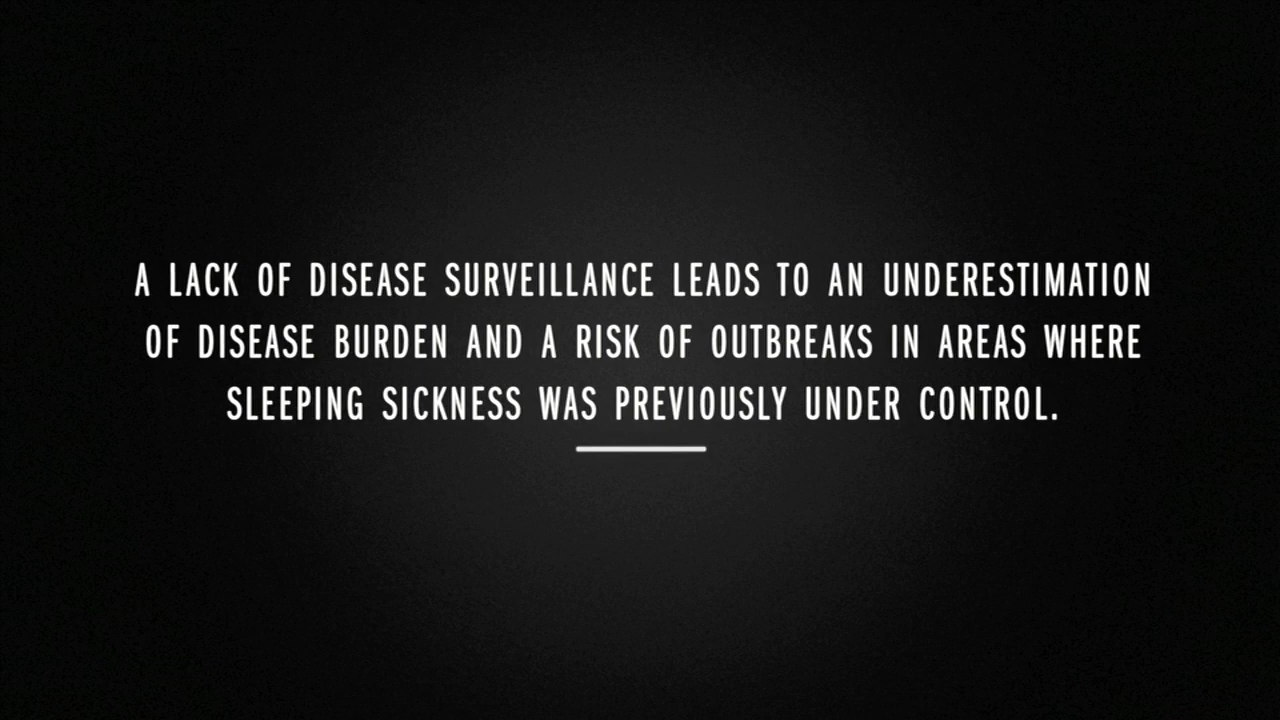 A LACK OF DISEASE SURVEILLANCE LEADS TO AN UNDERESTIMATION
OF DISEASE BURDEN AND A RISK OF OUTBREAKS IN AREAS WHERE
SLEEPING SICKNESS WAS PREVIOUSLY UNDER CONTROL.